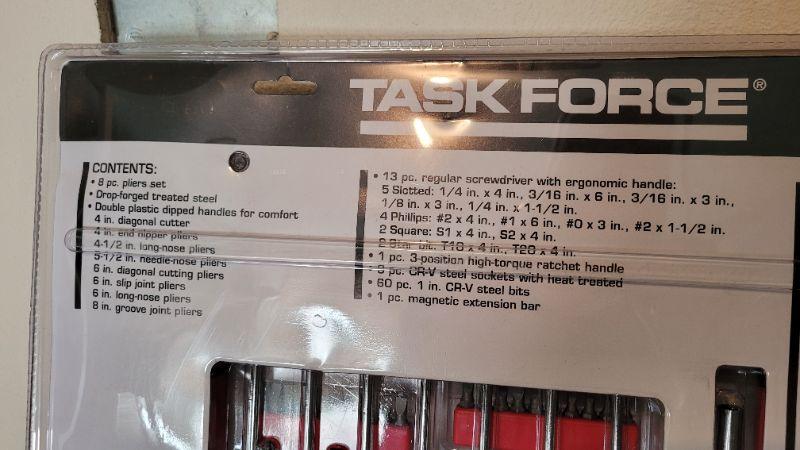 TASK FORCE®
CONTENTS:
• 8 pc. pliers set
• Drop-forged treated steel
• Double plastic dipped handles for comfort
4 in. diagonal cutter
4 in. end nipper pliers
4-1/2 in. long-nose pliers
5-1/2 in. needle-nose pliers
6 in. diagonal cutting pliers
6 in. slip joint pliers
6 in. long-nose pliers
8 in. groove joint pliers
• 13 pc. regular screwdriver with ergonomic handle:
5 Slotted: 1/4 in. x 4 in., 3/16 in. x 6 in., 3/16 in. x 3 in.,
1/8 in. x 3 in., 1/4 in. x 1-1/2 in.
4 Phillips: #2 x 4 in., #1 x 6 in., #0 x 3 in., #2 x 1-1/2 in.
2 Square: S1 x 4 in., S2 x 4 in.
2 Star bit: x 4 in., x 4 in.
• 1 pc. 3-position high-torque ratchet handle
pc. CR-V steel sockets with heat treated
• 60 pc. 1 in. CR-V steel bits
• 1 pc. magnetic extension bar